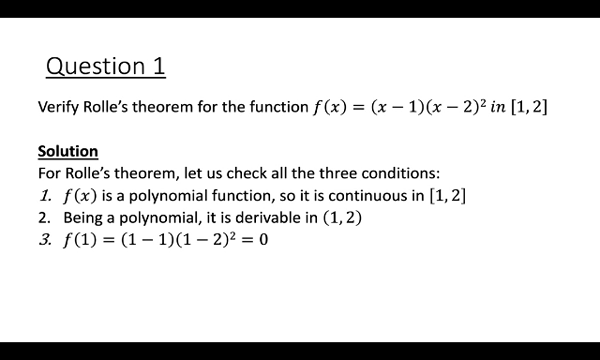 Question 1
Verify Rolle's theorem for the function f(x) = (x − 1)(x − 2)² in [1, 2]
Solution
For Rolle's theorem, let us check all the three conditions:
1. f(x) is a polynomial function, so it is continuous in [1, 2]
2. Being a polynomial, it is derivable in (1, 2)
3. f(1) = (1 − 1)(1 − 2)² = 0